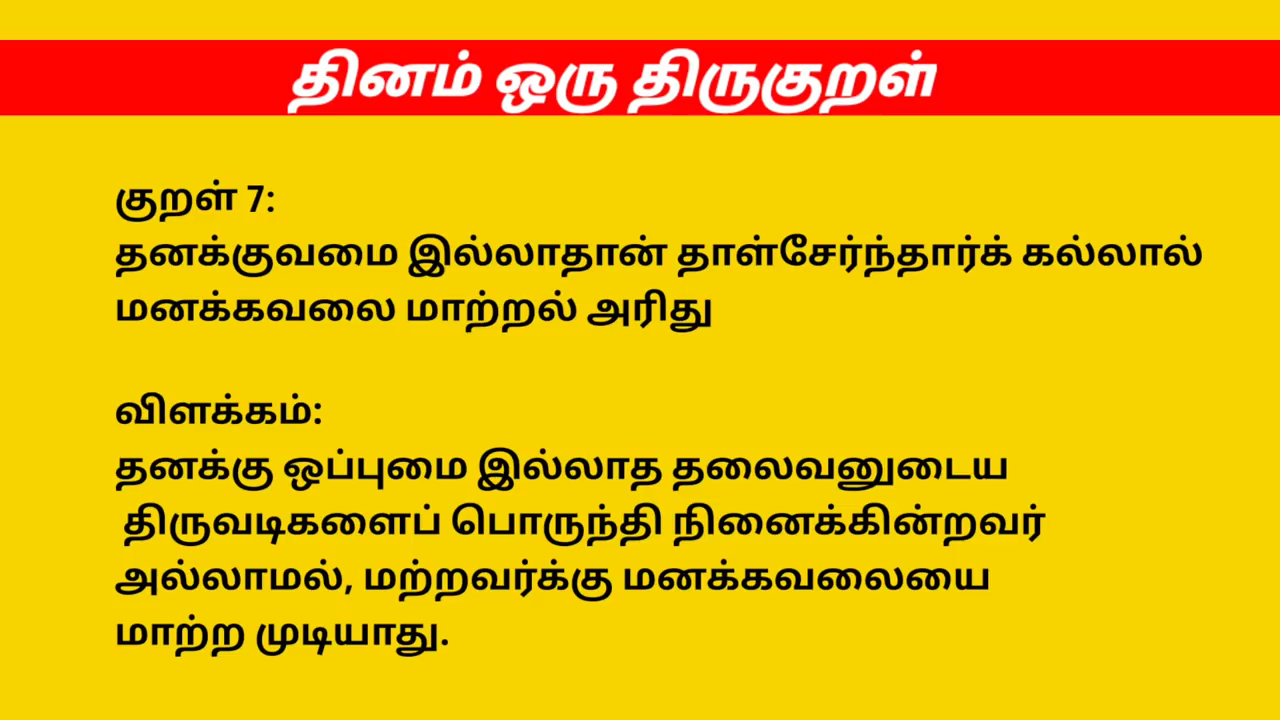 தினம் ஒரு திருகுறள்
குறள் 7:
தனக்குவமை இல்லாதான் தாள்சேர்ந்தார்க் கல்லால்
மனக்கவலை மாற்றல் அரிது
விளக்கம்:
தனக்கு ஒப்புமை இல்லாத தலைவனுடைய
திருவடிகளைப் பொருந்தி நினைக்கின்றவர்
அல்லாமல், மற்றவர்க்கு மனக்கவலையை
மாற்ற முடியாது.